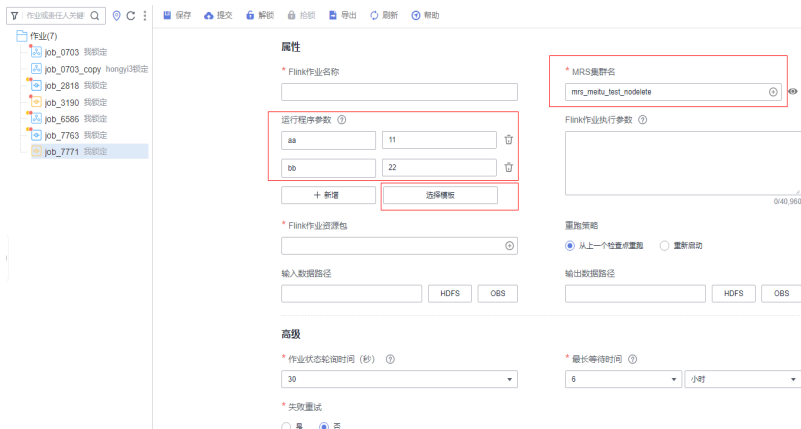 作业或责任人关键 保存 提交 解锁 抢锁 导出 刷新 帮助
作业(7)
job_0703 我锁定
job_0703_copy hongyi3锁定
job_2818 我锁定
job_3190 我锁定
job_6586 我锁定
job_7763 我锁定
job_7771 我锁定
属性
* Flink作业名称
* MRS集群名
mrs_meitu_test_nodelete
运行程序参数
aa 11
bb 22
+ 新增 选择模板
Flink作业执行参数
0/40,960
* Flink作业资源包
重跑策略
从上一个检查点重跑 重新启动
输入数据路径
HDFS OBS
输出数据路径
HDFS OBS
高级
* 作业状态轮询时间（秒）
30
* 最长等待时间
6 小时
* 失败重试
是 否